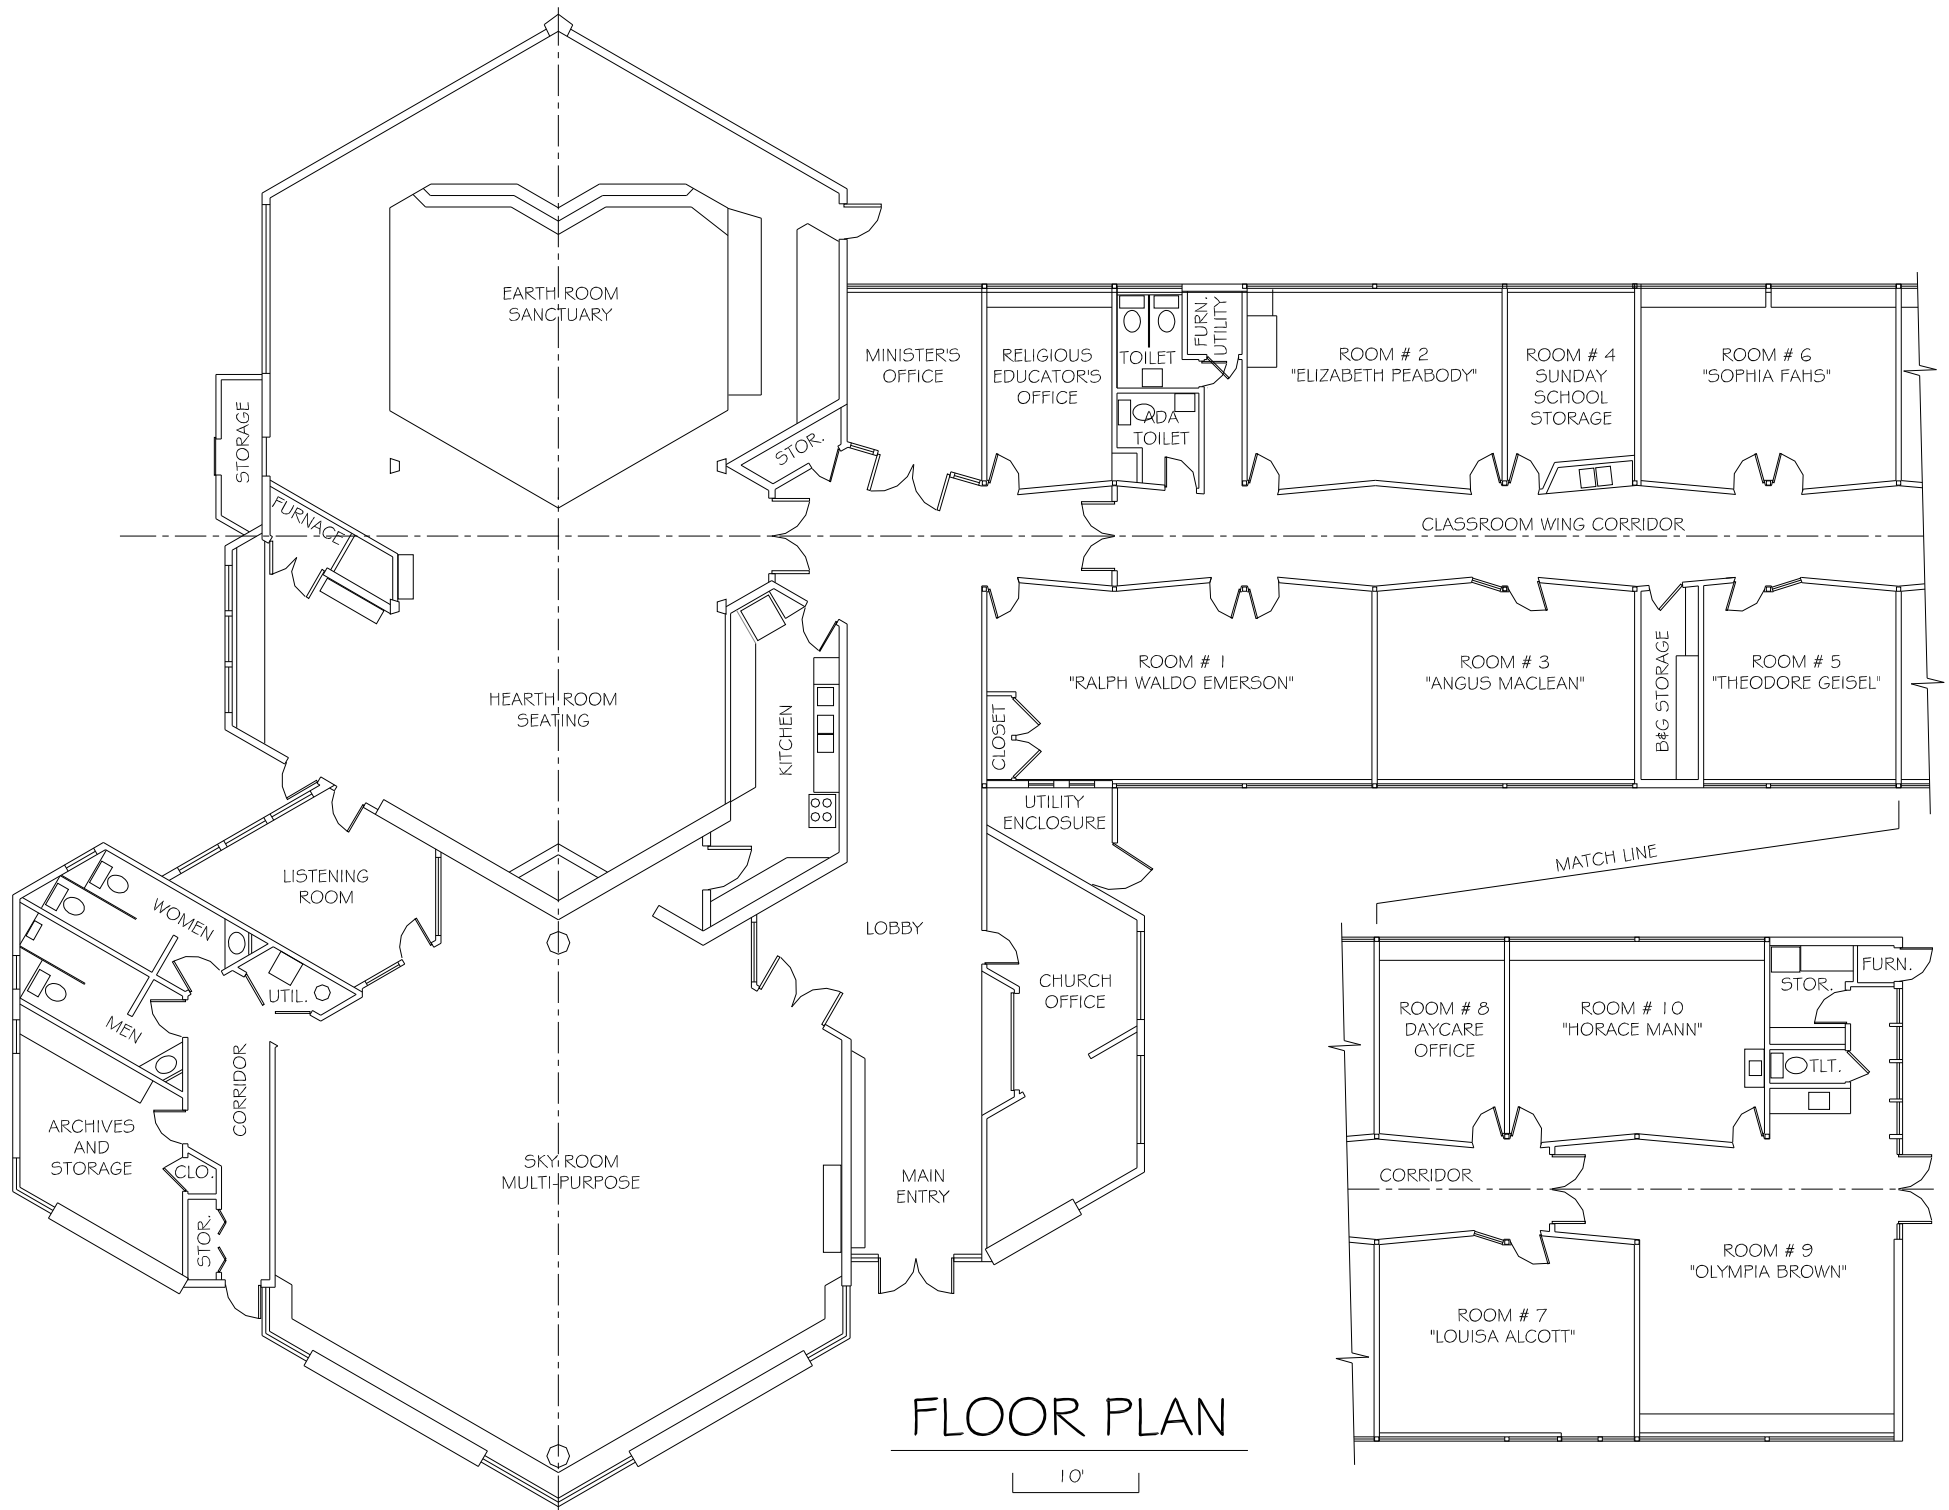 EARTH ROOM
SANCTUARY
STORAGE
FURNACE
STOR.
MINISTER'S
OFFICE
RELIGIOUS
EDUCATOR'S
OFFICE
TOILET
FURN.
UTILITY
ADA
TOILET
ROOM # 2
"ELIZABETH PEABODY"
ROOM # 4
SUNDAY
SCHOOL
STORAGE
ROOM # 6
"SOPHIA FAHS"
CLASSROOM WING CORRIDOR
HEARTH ROOM
SEATING
KITCHEN
ROOM # 1
"RALPH WALDO EMERSON"
CLOSET
ROOM # 3
"ANGUS MACLEAN"
B&G STORAGE
ROOM # 5
"THEODORE GEISEL"
UTILITY
ENCLOSURE
MATCH LINE
LISTENING
ROOM
WOMEN
UTIL.
MEN
LOBBY
CHURCH
OFFICE
CORRIDOR
ARCHIVES
AND
STORAGE
CLO.
STOR.
SKY ROOM
MULTI-PURPOSE
MAIN
ENTRY
ROOM # 8
DAYCARE
OFFICE
ROOM # 10
"HORACE MANN"
STOR.
FURN.
TLT.
CORRIDOR
ROOM # 9
"OLYMPIA BROWN"
ROOM # 7
"LOUISA ALCOTT"
FLOOR PLAN
10'